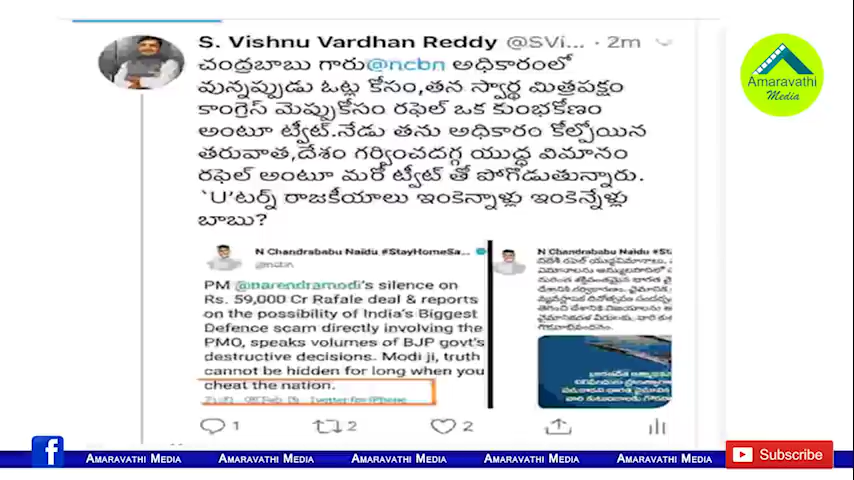 S. Vishnu Vardhan Reddy @SVi... · 2m
చంద్రబాబు గారు@ncbn అధికారంలో
వున్నప్పుడు ఓట్ల కోసం,తన స్వార్థ మిత్రపక్షం
కాంగ్రెస్ మెప్పుకోసం రఫెల్ ఒక కుంభకోణం
అంటూ ట్వీట్.నేడు తను అధికారం కోల్పోయిన
తరువాత,దేశం గర్వించదగ్గ యుద్ధ విమానం
రఫెల్ అంటూ మరో ట్వీట్ తో పోగోడుతున్నారు.
`U'టర్న్ రాజకీయాలు ఇంకెన్నాళ్లు ఇంకెన్నేళ్లు
బాబు?
N Chandrababu Naidu #StayHomeSa...
@ncbn
PM @narendramodi's silence on
Rs. 59,000 Cr Rafale deal & reports
on the possibility of India's Biggest
Defence scam directly involving the
PMO, speaks volumes of BJP govt's
destructive decisions. Modi ji, truth
cannot be hidden for long when you
cheat the nation.
Twitter for iPhone
N Chandrababu Naidu #St
1 2 2
Amaravathi
Media
f AMARAVATHI MEDIA AMARAVATHI MEDIA AMARAVATHI MEDIA AMARAVATHI MEDIA AMARAVATHI MEDIA
Subscribe